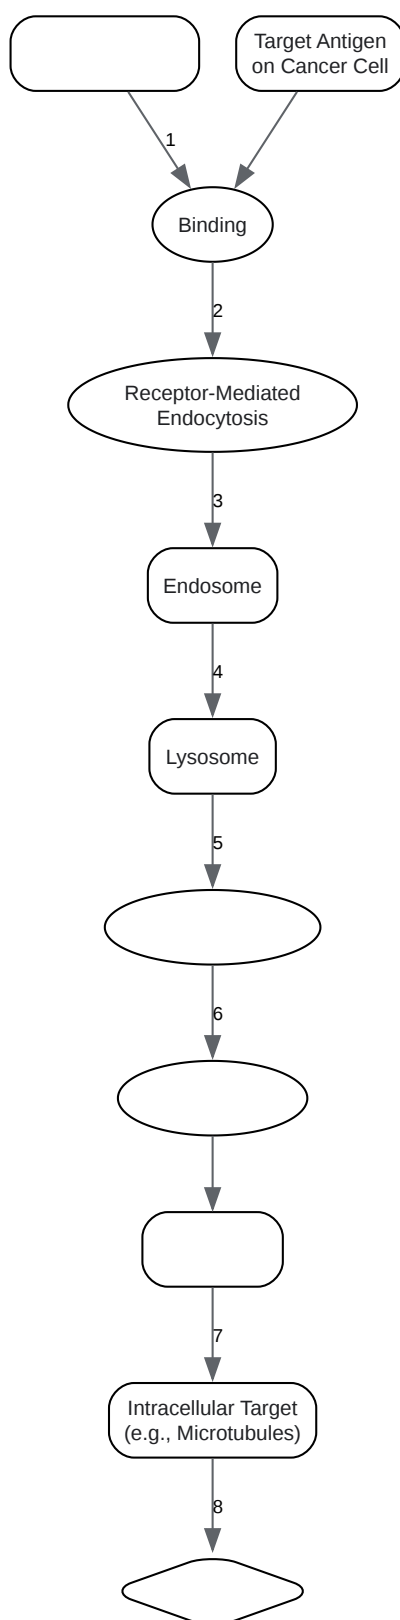 Target Antigen
on Cancer Cell
1
Binding
2
Receptor-Mediated
Endocytosis
3
Endosome
4
Lysosome
5
6
7
Intracellular Target
(e.g., Microtubules)
8